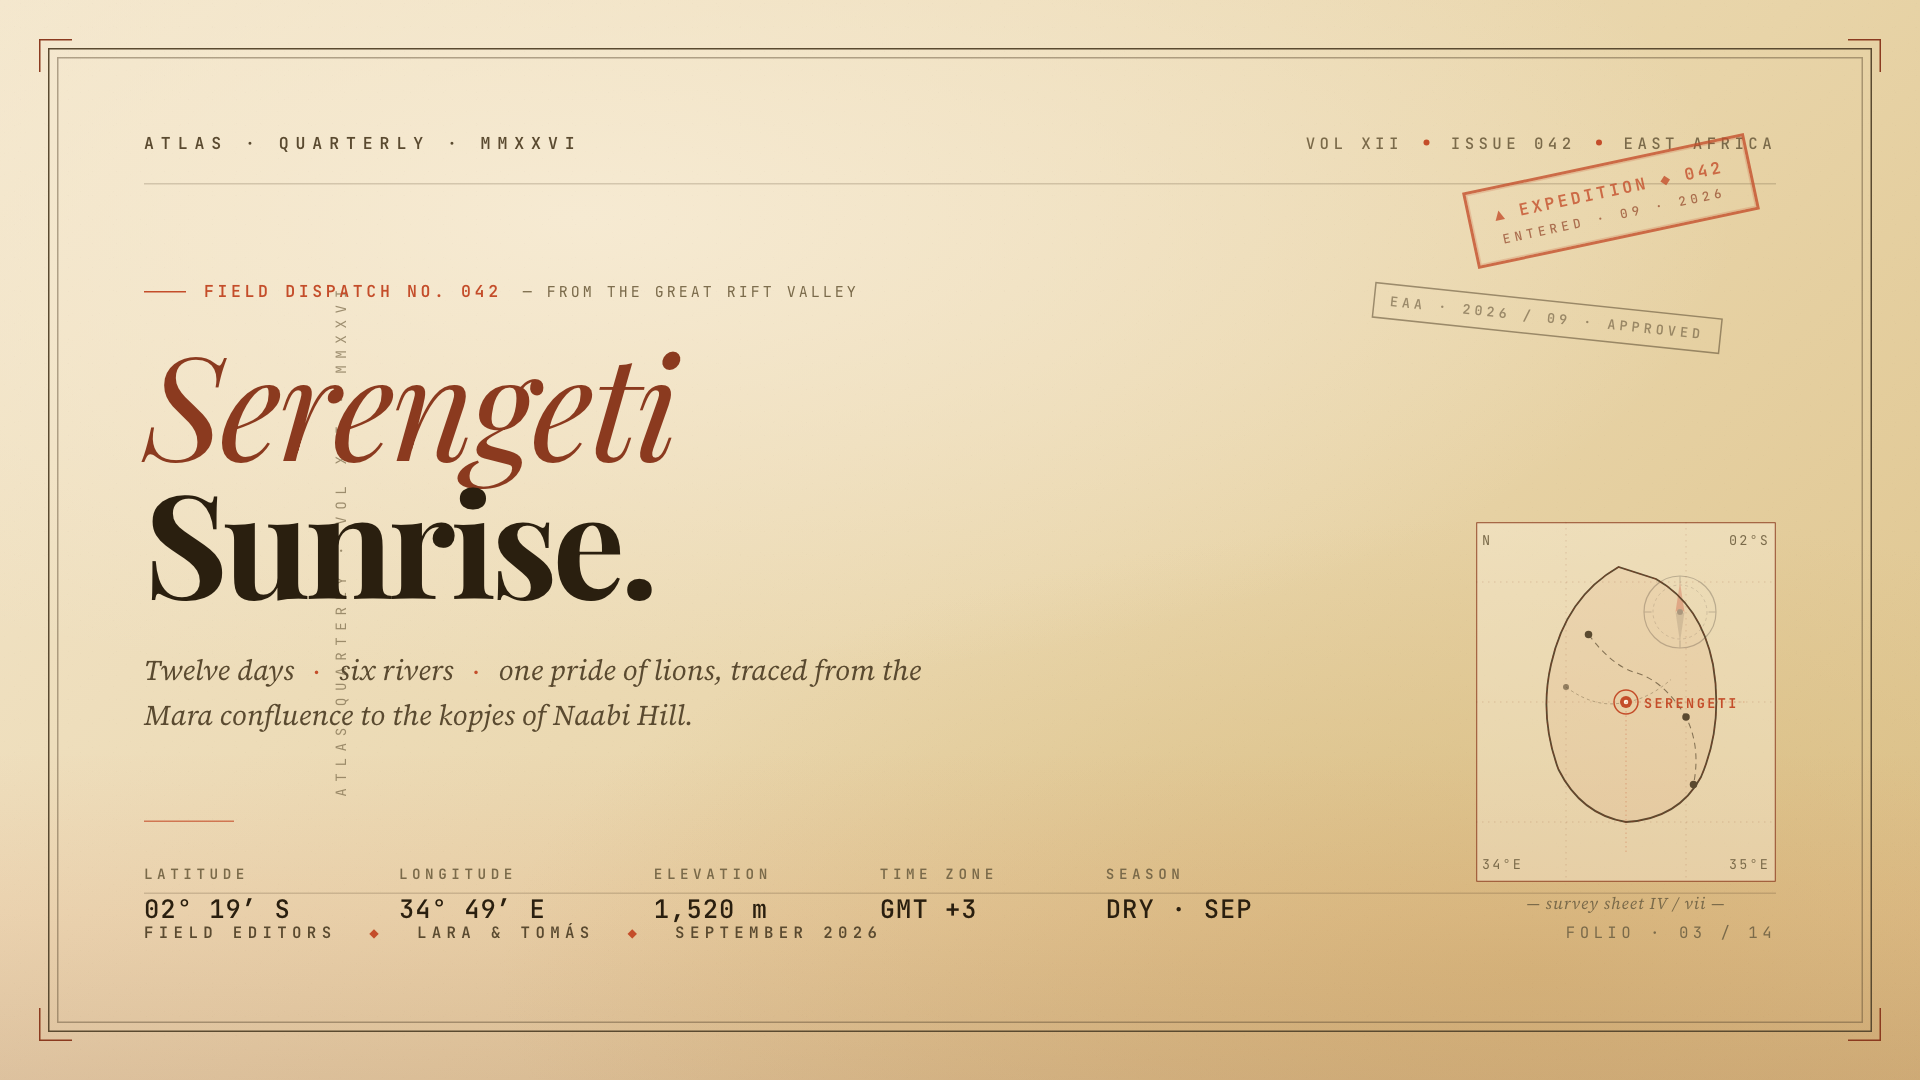 ATLAS · QUARTERLY · MMXXVI
VOL XII • ISSUE 042 • EAST AFRICA
▲ EXPEDITION ◆ 042
ENTERED · 09 · 2026
EAA · 2026 / 09 · APPROVED
FIELD DISPATCH NO. 042 — FROM THE GREAT RIFT VALLEY
Serengeti
Sunrise.
Twelve days · six rivers · one pride of lions, traced from the
Mara confluence to the kopjes of Naabi Hill.
ATLAS QUARTERLY · VOL XII · MMXXVI
N
02°S
SERENGETI
34°E
35°E
— survey sheet IV / vii —
LATITUDE
02° 19′ S
LONGITUDE
34° 49′ E
ELEVATION
1,520 m
TIME ZONE
GMT +3
SEASON
DRY · SEP
FIELD EDITORS ◆ LARA & TOMÁS ◆ SEPTEMBER 2026
FOLIO · 03 / 14